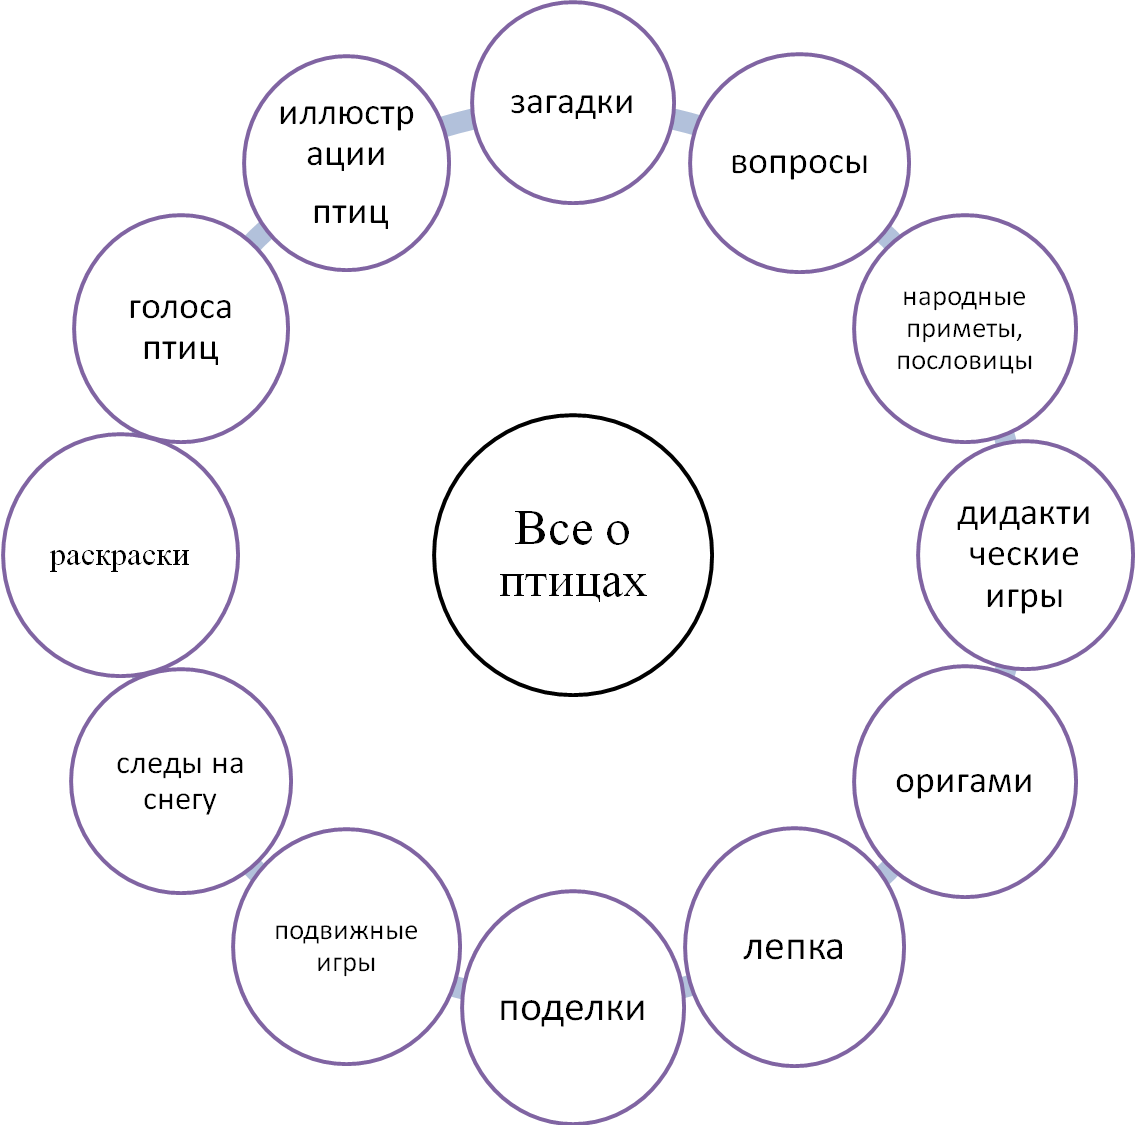 загадки
вопросы
народные
приметы,
пословицы
дидакти
ческие
игры
оригами
лепка
поделки
подвижные
игры
следы на
снегу
раскраски
голоса
птиц
иллюстр
ации
птиц
Все о
птицах